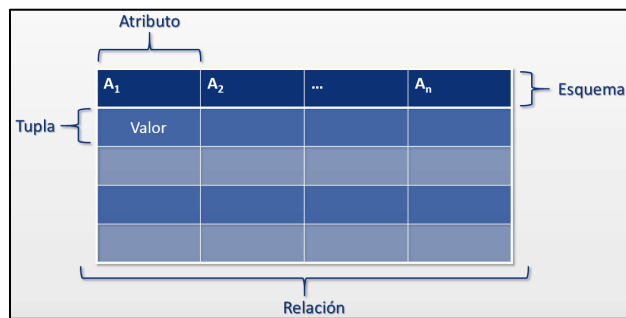 Atributo
A₁ A₂ ... Aₙ
Esquema
Tupla
Valor
Relación